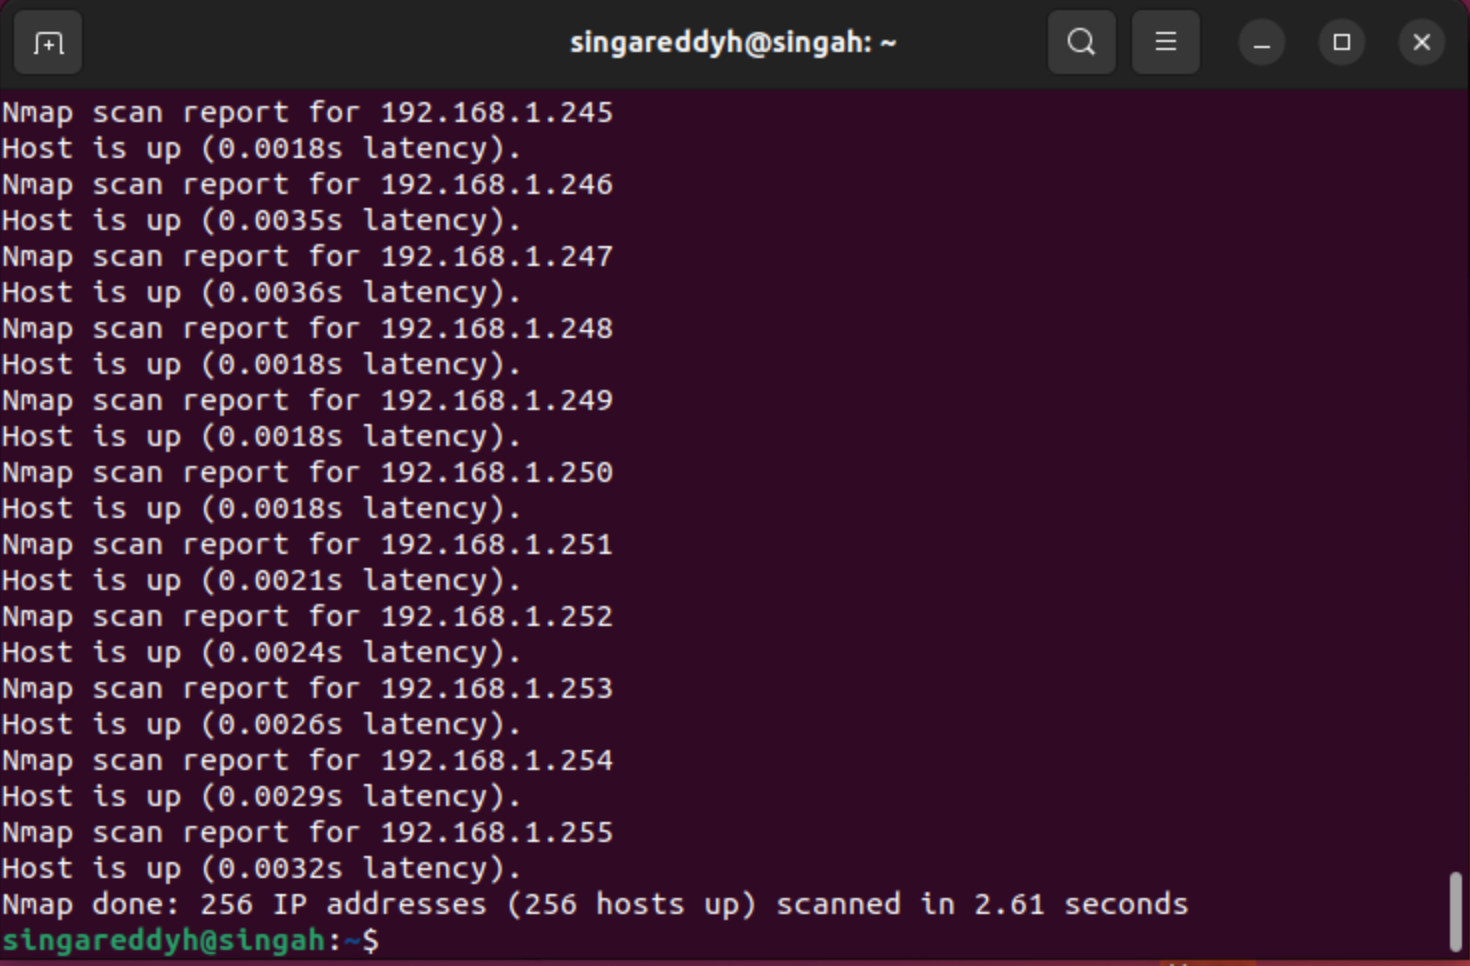 singareddyh@singah: ~
Nmap scan report for 192.168.1.245
Host is up (0.0018s latency).
Nmap scan report for 192.168.1.246
Host is up (0.0035s latency).
Nmap scan report for 192.168.1.247
Host is up (0.0036s latency).
Nmap scan report for 192.168.1.248
Host is up (0.0018s latency).
Nmap scan report for 192.168.1.249
Host is up (0.0018s latency).
Nmap scan report for 192.168.1.250
Host is up (0.0018s latency).
Nmap scan report for 192.168.1.251
Host is up (0.0021s latency).
Nmap scan report for 192.168.1.252
Host is up (0.0024s latency).
Nmap scan report for 192.168.1.253
Host is up (0.0026s latency).
Nmap scan report for 192.168.1.254
Host is up (0.0029s latency).
Nmap scan report for 192.168.1.255
Host is up (0.0032s latency).
Nmap done: 256 IP addresses (256 hosts up) scanned in 2.61 seconds
singareddyh@singah:~$